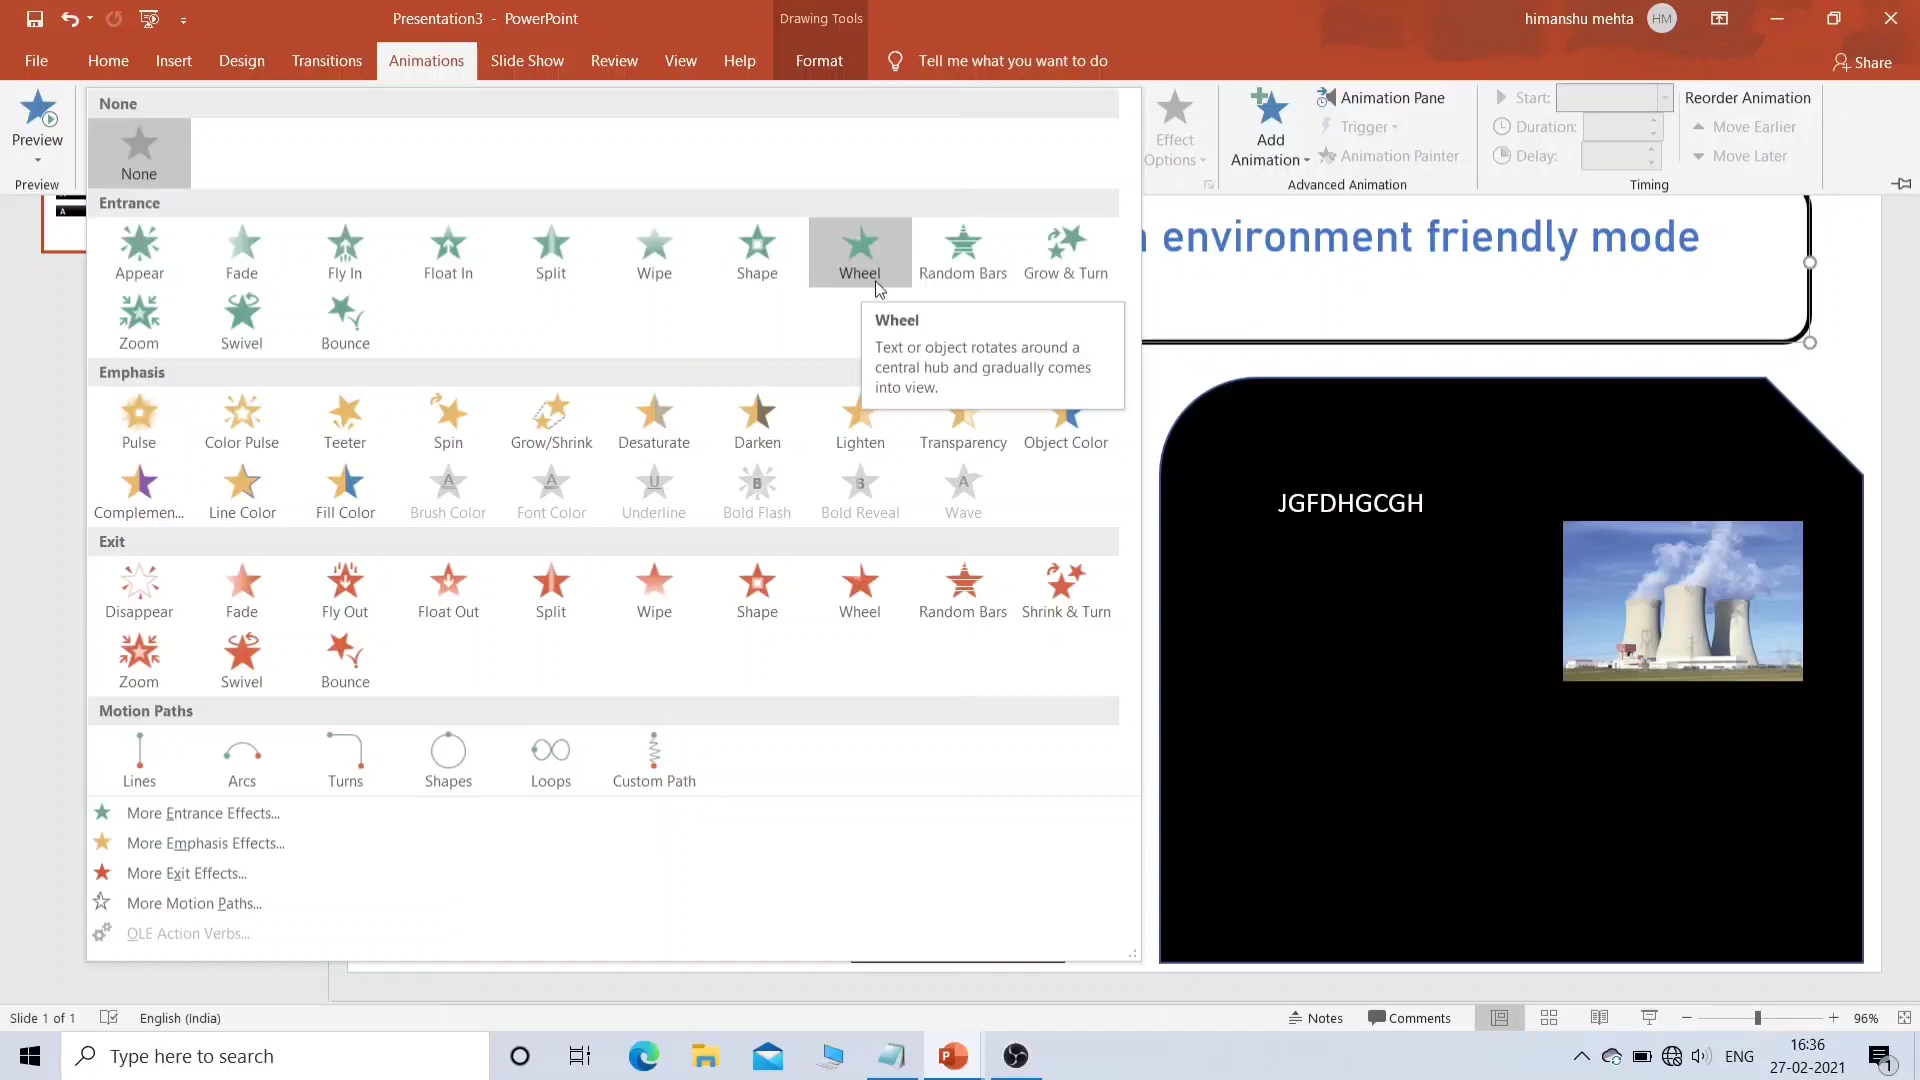 Presentation3 - PowerPoint
Drawing Tools
himanshu mehta
HM
File
Home
Insert
Design
Transitions
Animations
Slide Show
Review
View
Help
Format
Tell me what you want to do
Share
Preview
Preview
None
None
Entrance
Appear
Fade
Fly In
Float In
Split
Wipe
Shape
Wheel
Random Bars
Grow & Turn
Zoom
Swivel
Bounce
Wheel
Text or object rotates around a
central hub and gradually comes
into view.
Emphasis
Pulse
Color Pulse
Teeter
Spin
Grow/Shrink
Desaturate
Darken
Lighten
Transparency
Object Color
Complemen...
Line Color
Fill Color
Brush Color
Font Color
Underline
Bold Flash
Bold Reveal
Wave
Exit
Disappear
Fade
Fly Out
Float Out
Split
Wipe
Shape
Wheel
Random Bars
Shrink & Turn
Zoom
Swivel
Bounce
Motion Paths
Lines
Arcs
Turns
Shapes
Loops
Custom Path
More Entrance Effects...
More Emphasis Effects...
More Exit Effects...
More Motion Paths...
OLE Action Verbs...
Effect
Options
Add
Animation
Animation Pane
Trigger
Animation Painter
Advanced Animation
Start:
Duration:
Delay:
Reorder Animation
Move Earlier
Move Later
Timing
environment friendly mode
JGFDHGCGH
Slide 1 of 1
English (India)
Notes
Comments
96%
Type here to search
ENG
16:36
27-02-2021
1